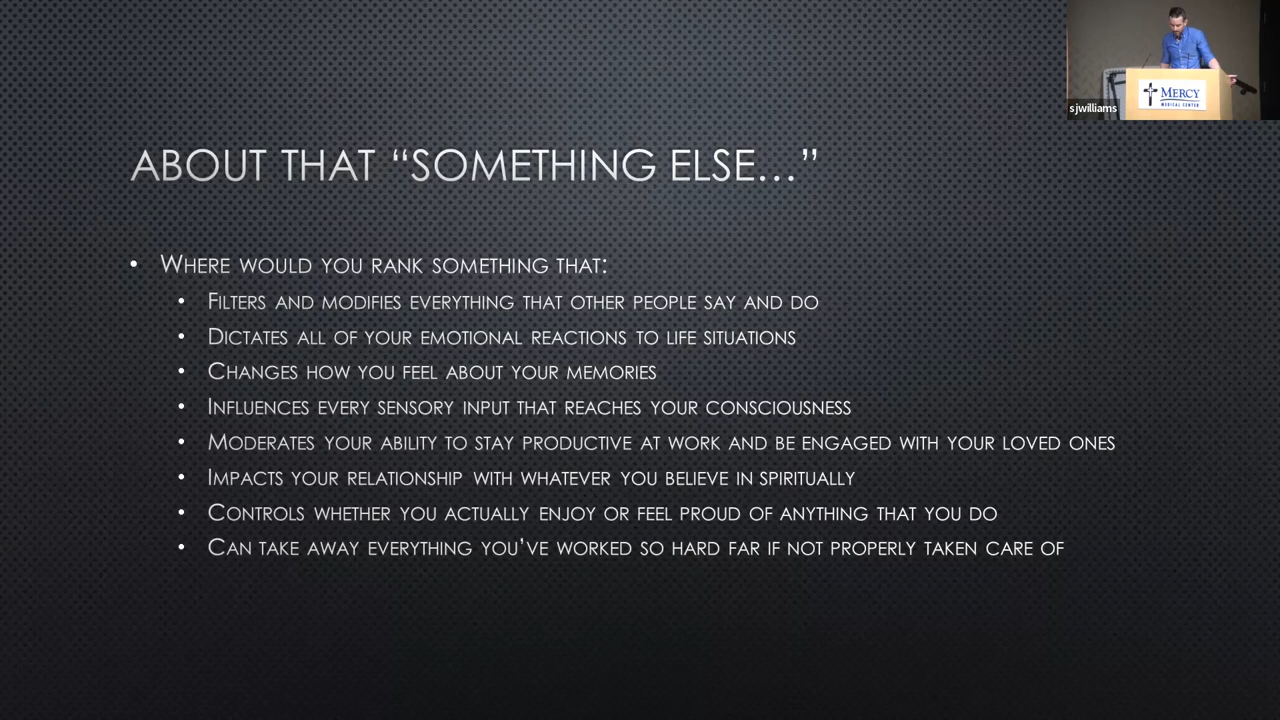 sjwilliams
MERCY
MEDICAL CENTER
ABOUT THAT “SOMETHING ELSE…”
• WHERE WOULD YOU RANK SOMETHING THAT:
• FILTERS AND MODIFIES EVERYTHING THAT OTHER PEOPLE SAY AND DO
• DICTATES ALL OF YOUR EMOTIONAL REACTIONS TO LIFE SITUATIONS
• CHANGES HOW YOU FEEL ABOUT YOUR MEMORIES
• INFLUENCES EVERY SENSORY INPUT THAT REACHES YOUR CONSCIOUSNESS
• MODERATES YOUR ABILITY TO STAY PRODUCTIVE AT WORK AND BE ENGAGED WITH YOUR LOVED ONES
• IMPACTS YOUR RELATIONSHIP WITH WHATEVER YOU BELIEVE IN SPIRITUALLY
• CONTROLS WHETHER YOU ACTUALLY ENJOY OR FEEL PROUD OF ANYTHING THAT YOU DO
• CAN TAKE AWAY EVERYTHING YOU’VE WORKED SO HARD FAR IF NOT PROPERLY TAKEN CARE OF